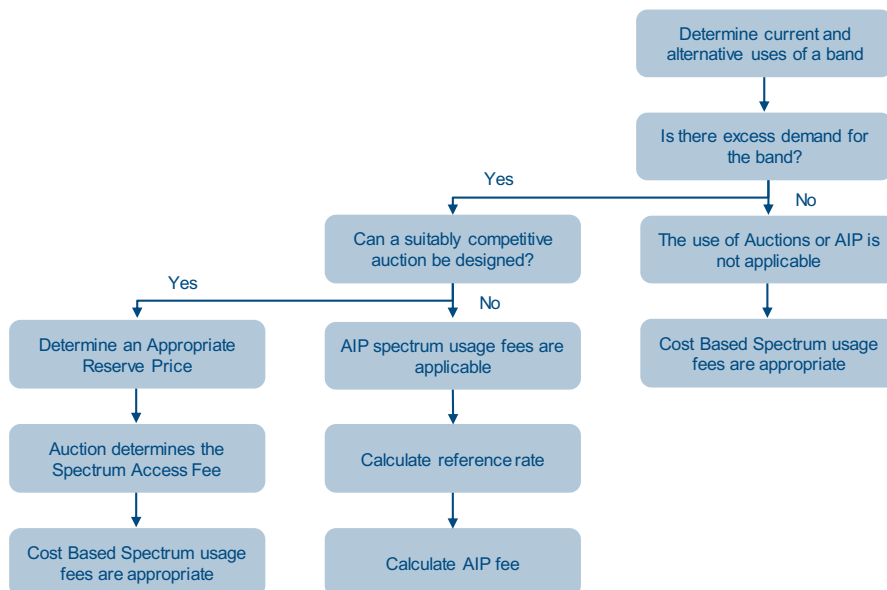 Determine current and
alternative uses of a band
Is there excess demand for
the band?
Yes
No
Can a suitably competitive
auction be designed?
The use of Auctions or AIP is
not applicable
Yes
No
Determine an Appropriate
Reserve Price
AIP spectrum usage fees are
applicable
Cost Based Spectrum usage
fees are appropriate
Auction determines the
Spectrum Access Fee
Calculate reference rate
Cost Based Spectrum usage
fees are appropriate
Calculate AIP fee